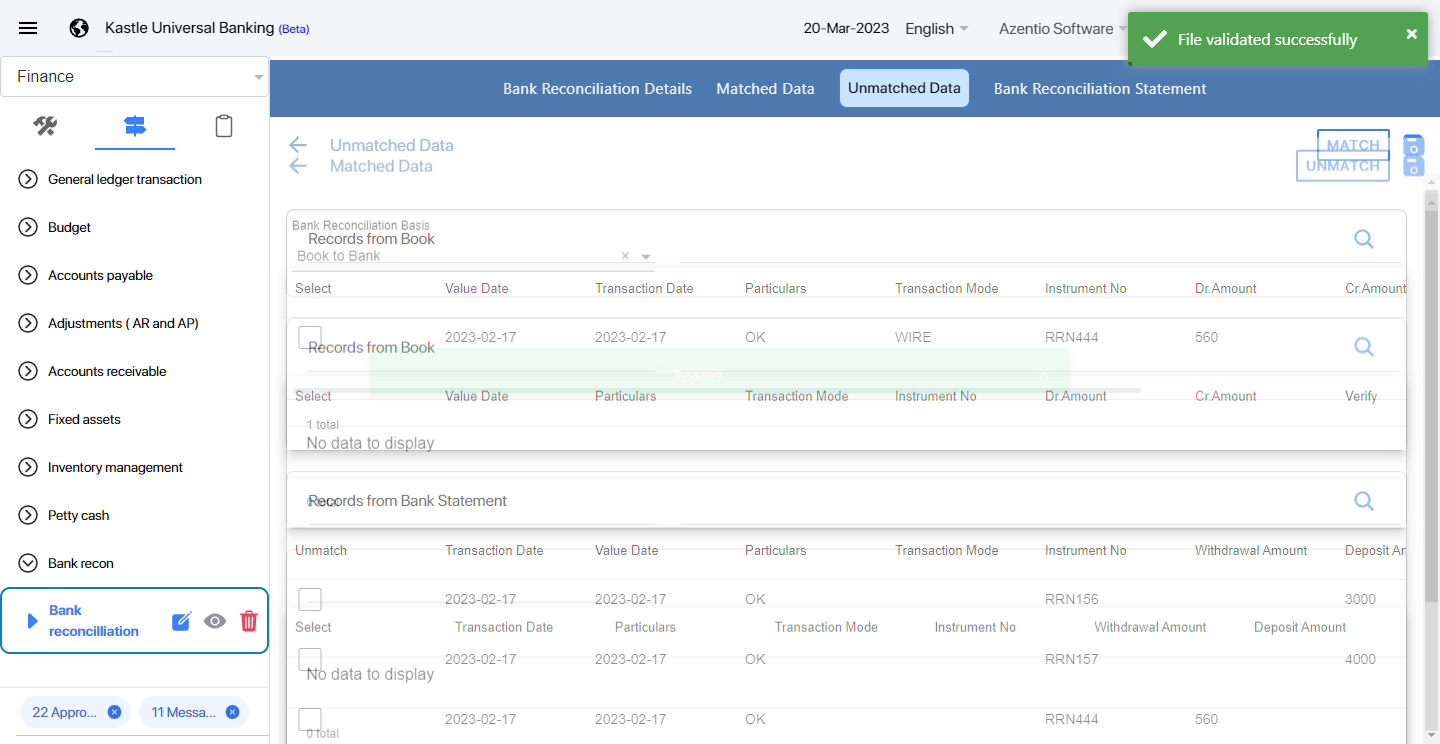 Kastle Universal Banking (Beta)
20-Mar-2023
English
Azentio Software
File validated successfully
Finance
Bank Reconciliation Details
Matched Data
Unmatched Data
Bank Reconciliation Statement
General ledger transaction
Budget
Accounts payable
Adjustments ( AR and AP)
Accounts receivable
Fixed assets
Inventory management
Petty cash
Bank recon
Bank
reconcilliation
22 Appro...
11 Messa...
Unmatched Data
Matched Data
MATCH
UNMATCH
Bank Reconciliation Basis
Records from Book
Book to Bank
Select Value Date Transaction Date Particulars Transaction Mode Instrument No Dr.Amount Cr.Amount
2023-02-17 2023-02-17 OK WIRE RRN444 560
Records from Book
Select Value Date Particulars Transaction Mode Instrument No Dr.Amount Cr.Amount Verify
1 total
No data to display
Records from Bank Statement
0 total
Unmatch Transaction Date Value Date Particulars Transaction Mode Instrument No Withdrawal Amount Deposit Am
2023-02-17 2023-02-17 OK RRN156 3000
Select Transaction Date Particulars Transaction Mode Instrument No Withdrawal Amount Deposit Amount
2023-02-17 2023-02-17 OK RRN157 4000
No data to display
2023-02-17 2023-02-17 OK RRN444 560
0 total